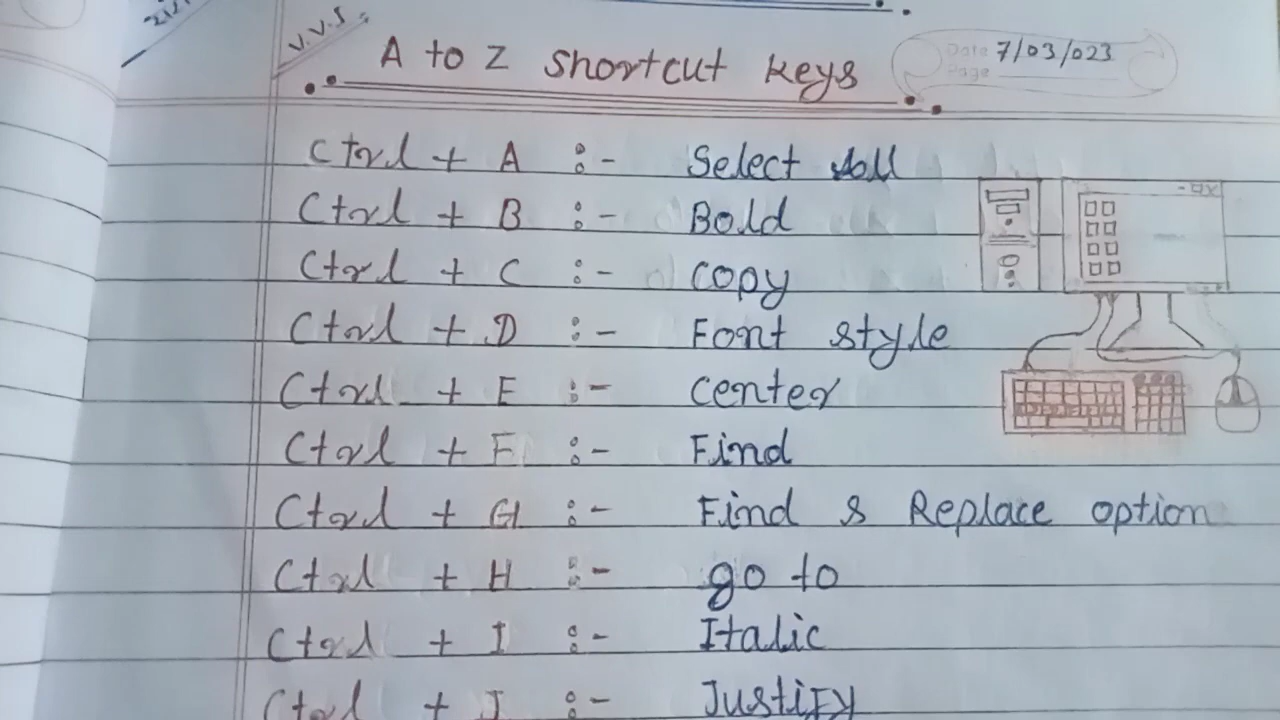 V.V.S
A to Z Shortcut Keys
Date 7/03/023
Page
Ctrl + A :- Select All
Ctrl + B :- Bold
Ctrl + C :- Copy
Ctrl + D :- Font style
Ctrl + E :- Center
Ctrl + F :- Find
Ctrl + G :- Find & Replace option
Ctrl + H :- go to
Ctrl + I :- Italic
Ctrl + J :- Justify